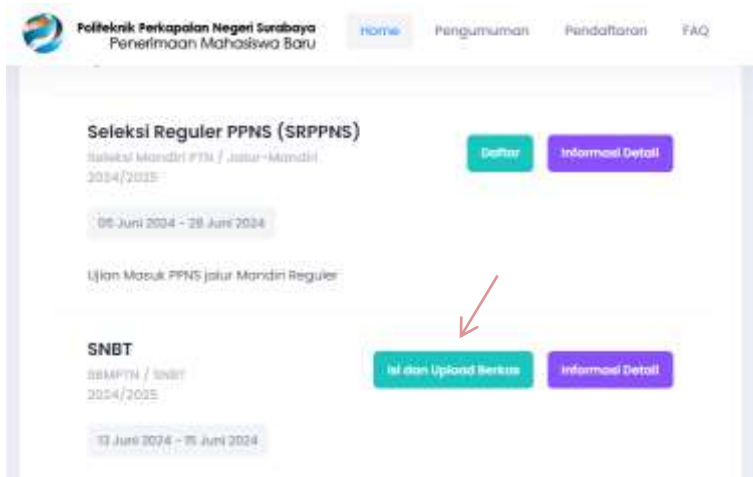 Politeknik Perkapalan Negeri Surabaya
Penerimaan Mahasiswa Baru
Home
Pengumuman
Pendaftaran
FAQ
Seleksi Reguler PPNS (SRPPNS)
Seleksi Mandiri PTN / Jalur-Mandiri
2024/2025
Daftar
Informasi Detail
05 Juni 2024 - 28 Juni 2024
Ujian Masuk PPNS jalur Mandiri Reguler
SNBT
SBMPTN / SNBT
2024/2025
Isi dan Upload Berkas
Informasi Detail
13 Juni 2024 - 15 Juni 2024